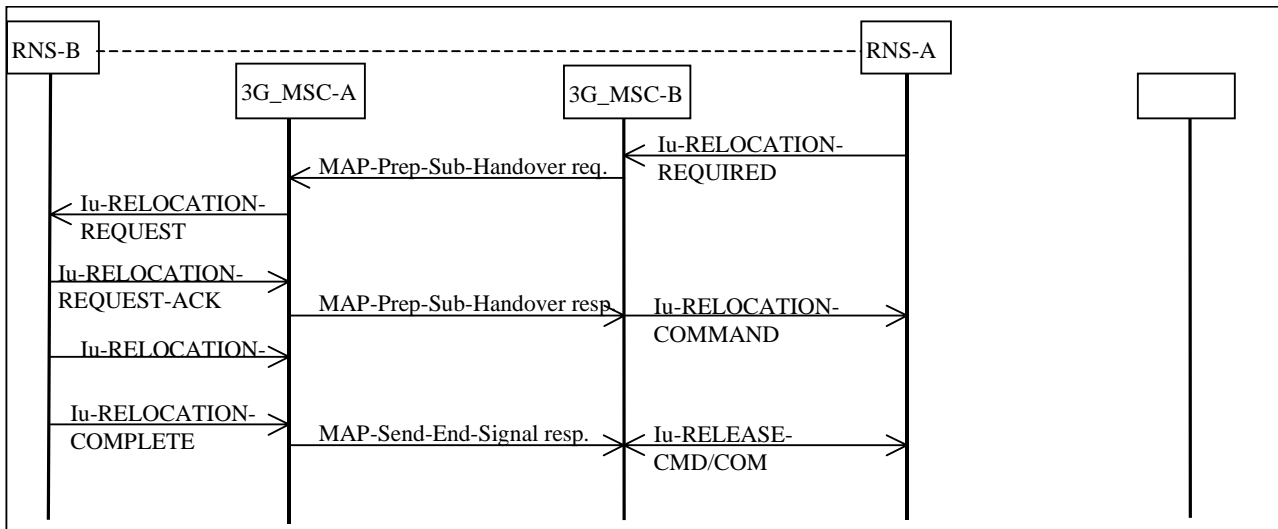 RNS-B
RNS-A
3G_MSC-A
3G_MSC-B
Iu-RELOCATION-
REQUIRED
MAP-Prep-Sub-Handover req.
Iu-RELOCATION-
REQUEST
Iu-RELOCATION-
REQUEST-ACK
MAP-Prep-Sub-Handover resp
Iu-RELOCATION-
COMMAND
Iu-RELOCATION-
Iu-RELOCATION-
COMPLETE
MAP-Send-End-Signal resp.
Iu-RELEASE-
CMD/COM